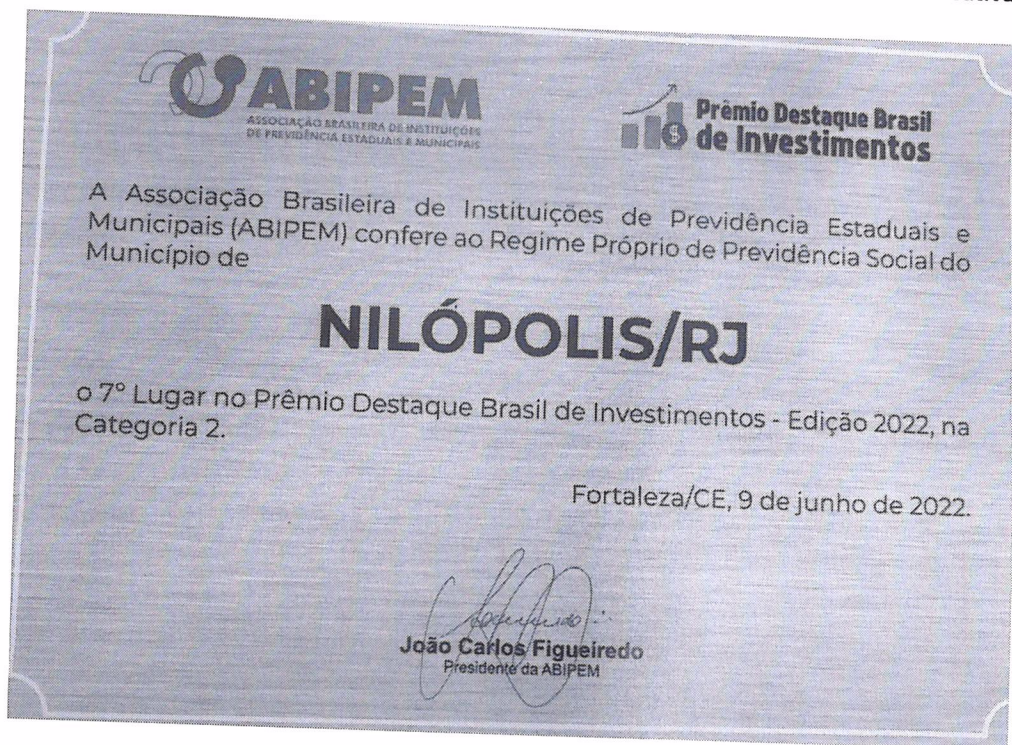 ABIPEM
ASSOCIAÇÃO BRASILEIRA DE INSTITUIÇÕES
DE PREVIDÊNCIA ESTADUAIS E MUNICIPAIS
Prêmio Destaque Brasil
de Investimentos
A Associação Brasileira de Instituições de Previdência Estaduais e
Municipais (ABIPEM) confere ao Regime Próprio de Previdência Social do
Município de
NILÓPOLIS/RJ
o 7º Lugar no Prêmio Destaque Brasil de Investimentos - Edição 2022, na
Categoria 2.
Fortaleza/CE, 9 de junho de 2022.
João Carlos Figueiredo
Presidente da ABIPEM